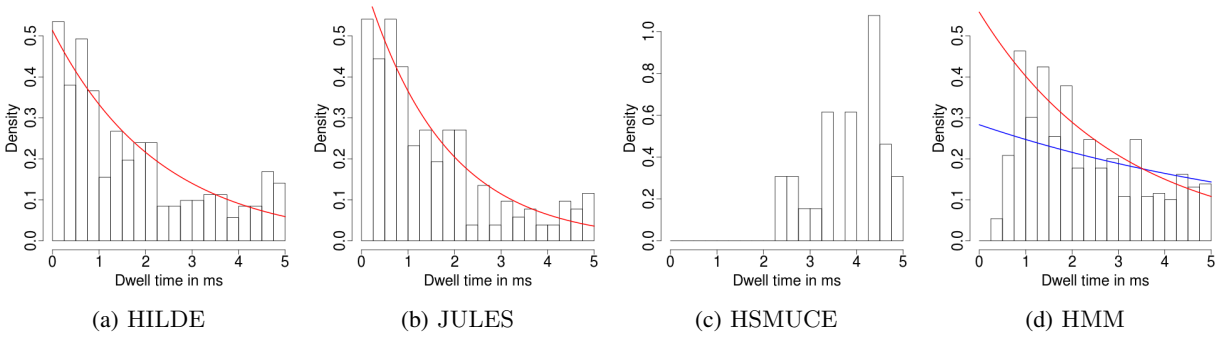 Density
0.0 0.1 0.2 0.3 0.4 0.5
0 1 2 3 4 5
Dwell time in ms
(a) HILDE
Density
0.0 0.1 0.2 0.3 0.4 0.5
0 1 2 3 4 5
Dwell time in ms
(b) JULES
Density
0.0 0.2 0.4 0.6 0.8 1.0
0 1 2 3 4 5
Dwell time in ms
(c) HSMUCE
Density
0.0 0.1 0.2 0.3 0.4 0.5
0 1 2 3 4 5
Dwell time in ms
(d) HMM